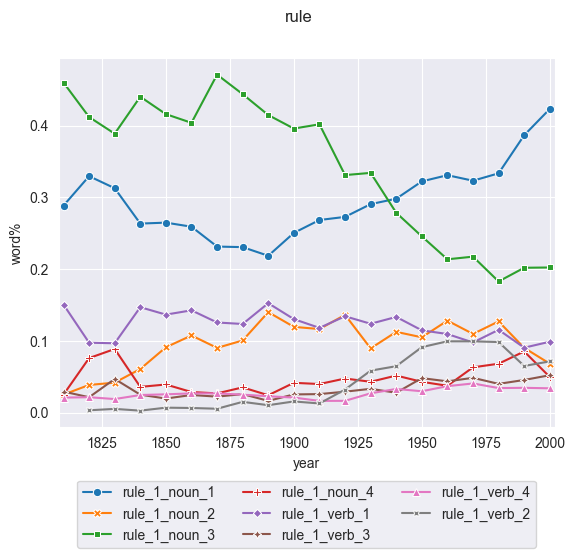 rule
0.4
0.3
0.2
0.1
0.0
word%
1825 1850 1875 1900 1925 1950 1975 2000
year
rule_1_noun_1 rule_1_noun_4 rule_1_verb_4
rule_1_noun_2 rule_1_verb_1 rule_1_verb_2
rule_1_noun_3 rule_1_verb_3